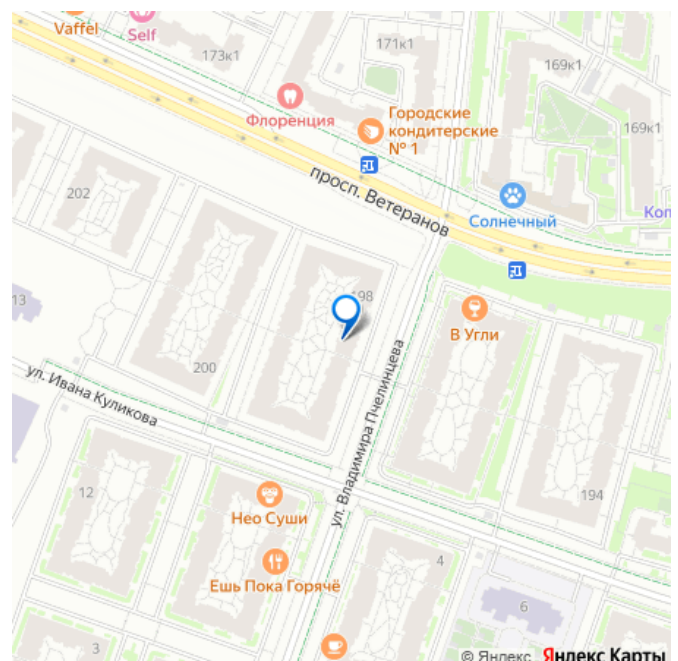 Vaffel
Self
173к1
171к1
169к1
Флоренция
Городские
кондитерские
№ 1
169к1
202
просп. Ветеранов
Солнечный
Коп
13
198
В Угли
200
ул. Ивана Куликова
ул. Владимира Пчелинцева
12
Нео Суши
194
Ешь Пока Горячё
4
6
3
© Яндекс Яндекс Карты